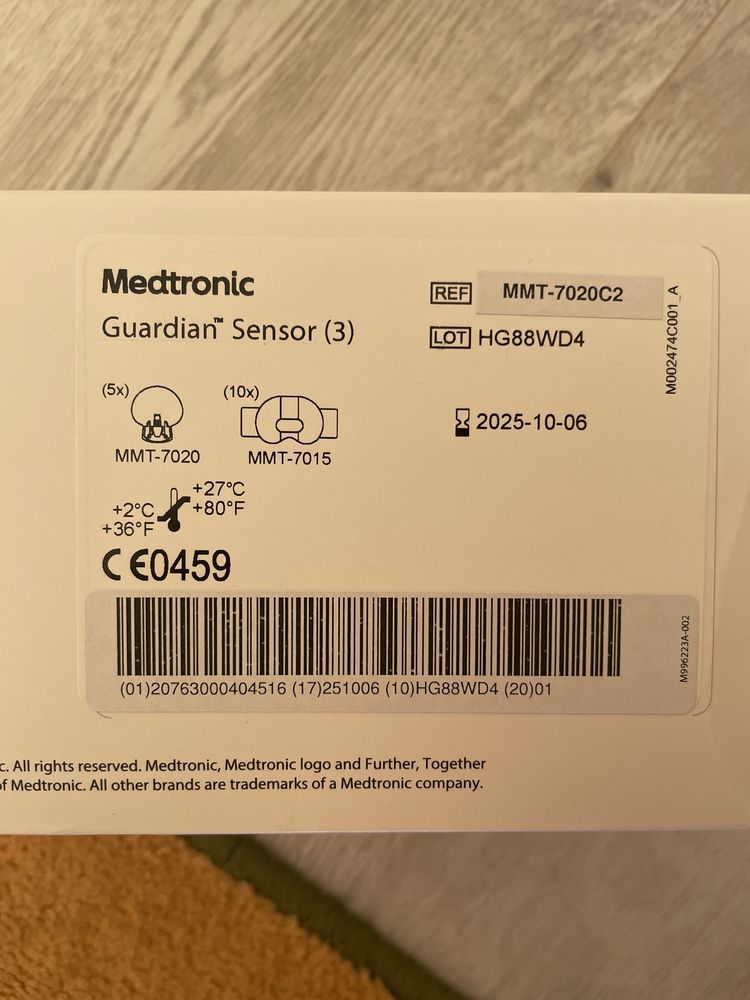 Medtronic
Guardian™ Sensor (3)
REF MMT-7020C2
LOT HG88WD4
M002474C001_A
(5x)
MMT-7020
(10x)
MMT-7015
2025-10-06
+27°C
+80°F
+2°C
+36°F
CE0459
(01)20763000404516 (17)251006 (10)HG88WD4 (20)01
M996223A-002
c. All rights reserved. Medtronic, Medtronic logo and Further, Together
of Medtronic. All other brands are trademarks of a Medtronic company.